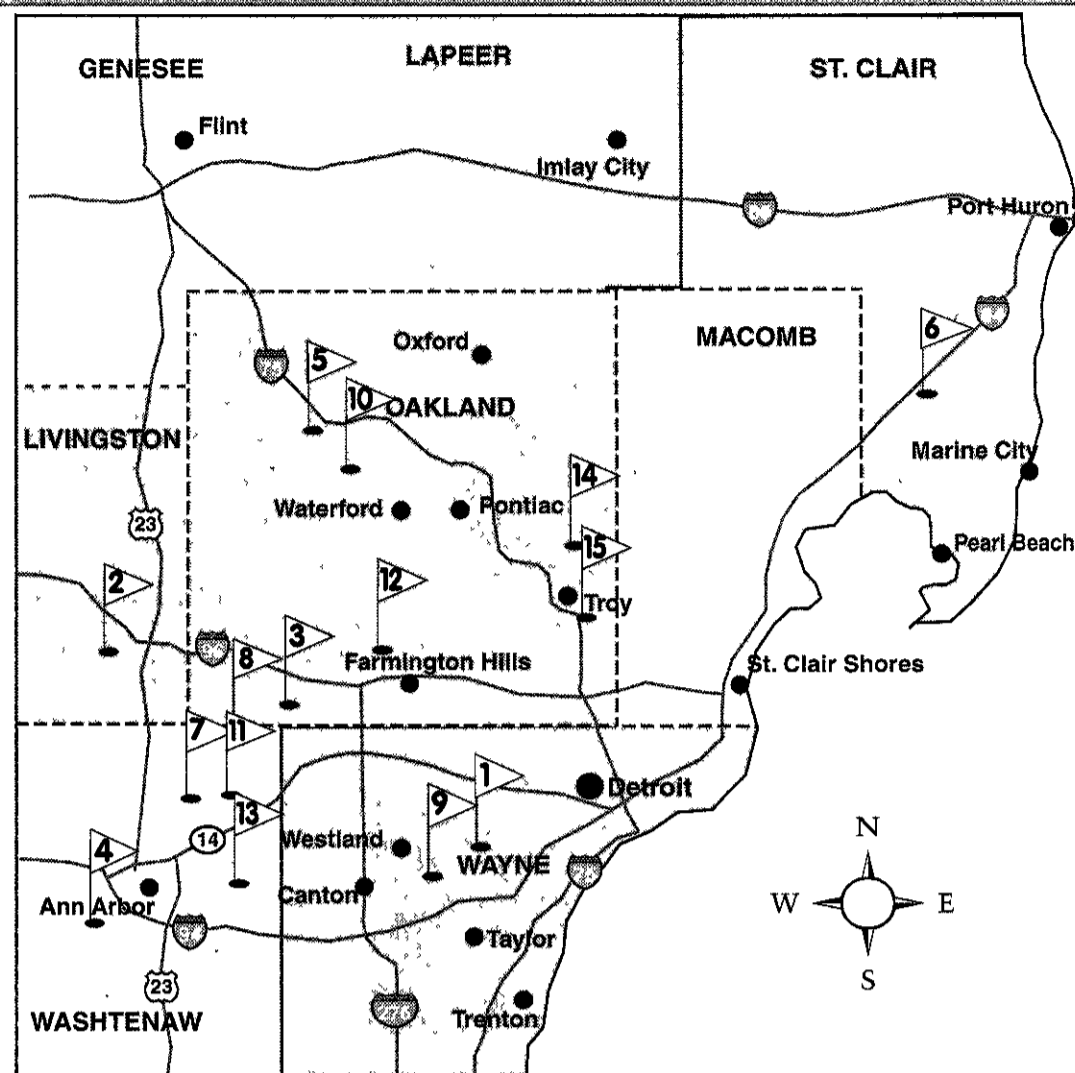 GENESEE
LAPEER
ST. CLAIR
Flint
Imlay City
Port Huron
6
MACOMB
Oxford
5
10
OAKLAND
LIVINGSTON
Marine City
14
23
Waterford
Pontiac
15
Pearl Beach
2
12
Troy
3
8
Farmington Hills
St. Clair Shores
7
11
1
Detroit
9
13
14
Westland
4
WAYNE
N
Canton
Ann Arbor
W
E
Taylor
S
23
WASHTENAW
Trenton